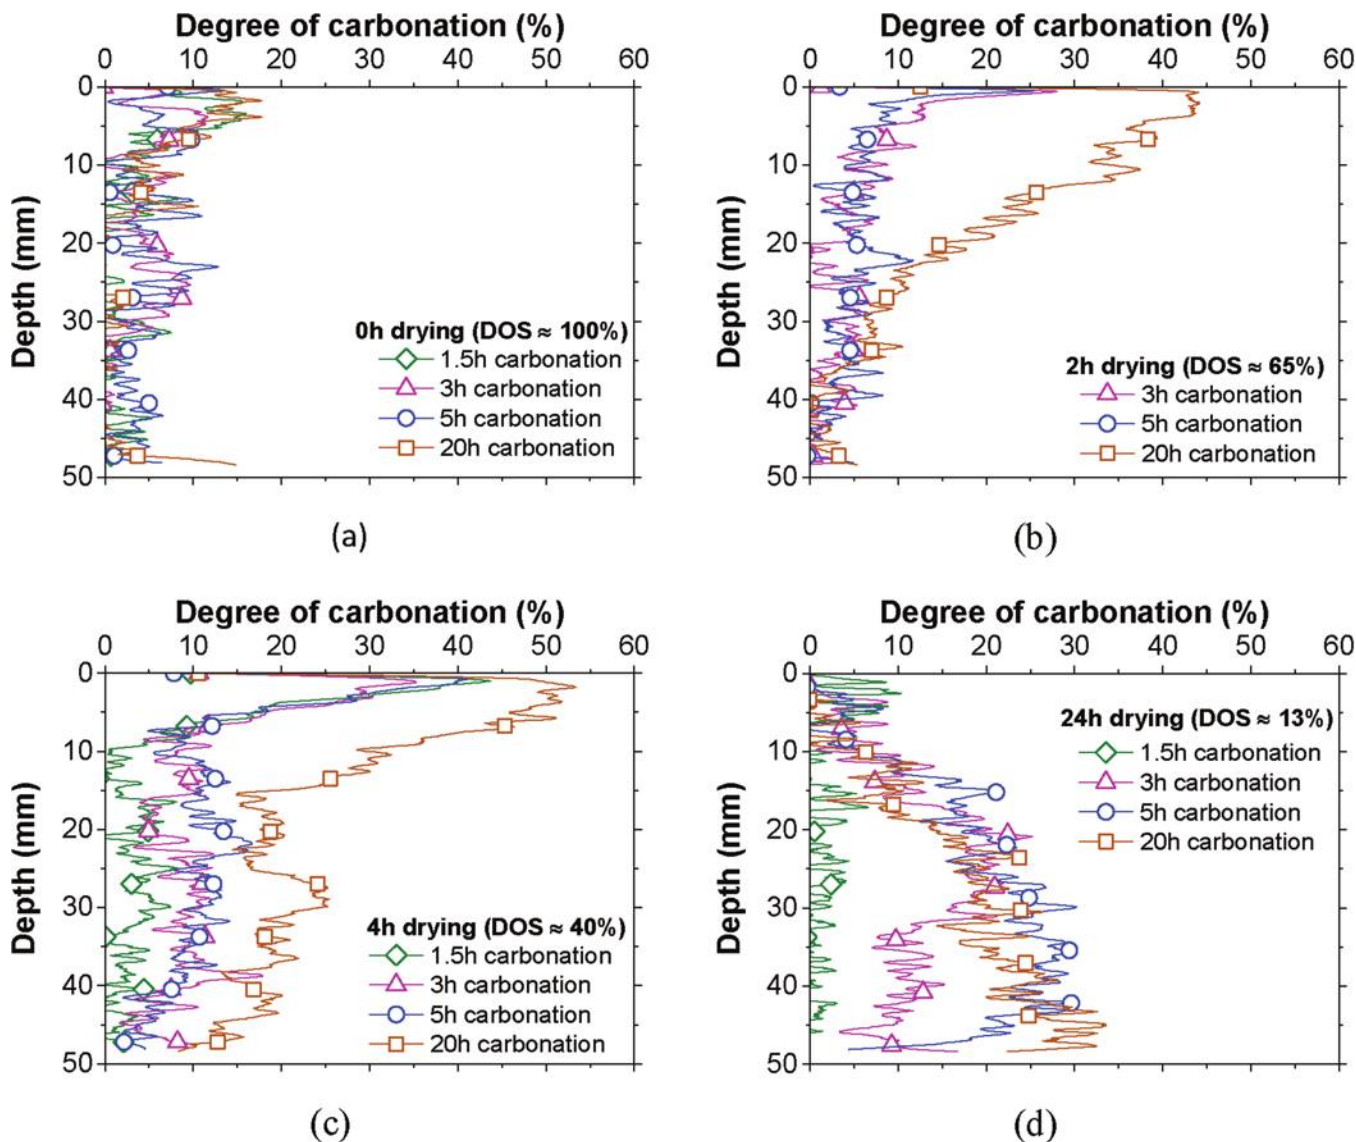 Degree of carbonation (%)
0 10 20 30 40 50 60
0
10
20
30
40
50
Depth (mm)
0h drying (DOS ≈ 100%)
1.5h carbonation
3h carbonation
5h carbonation
20h carbonation
(a)
Degree of carbonation (%)
0 10 20 30 40 50 60
0
10
20
30
40
50
Depth (mm)
2h drying (DOS ≈ 65%)
3h carbonation
5h carbonation
20h carbonation
(b)
Degree of carbonation (%)
0 10 20 30 40 50 60
0
10
20
30
40
50
Depth (mm)
4h drying (DOS ≈ 40%)
1.5h carbonation
3h carbonation
5h carbonation
20h carbonation
(c)
Degree of carbonation (%)
0 10 20 30 40 50 60
0
10
20
30
40
50
Depth (mm)
24h drying (DOS ≈ 13%)
1.5h carbonation
3h carbonation
5h carbonation
20h carbonation
(d)